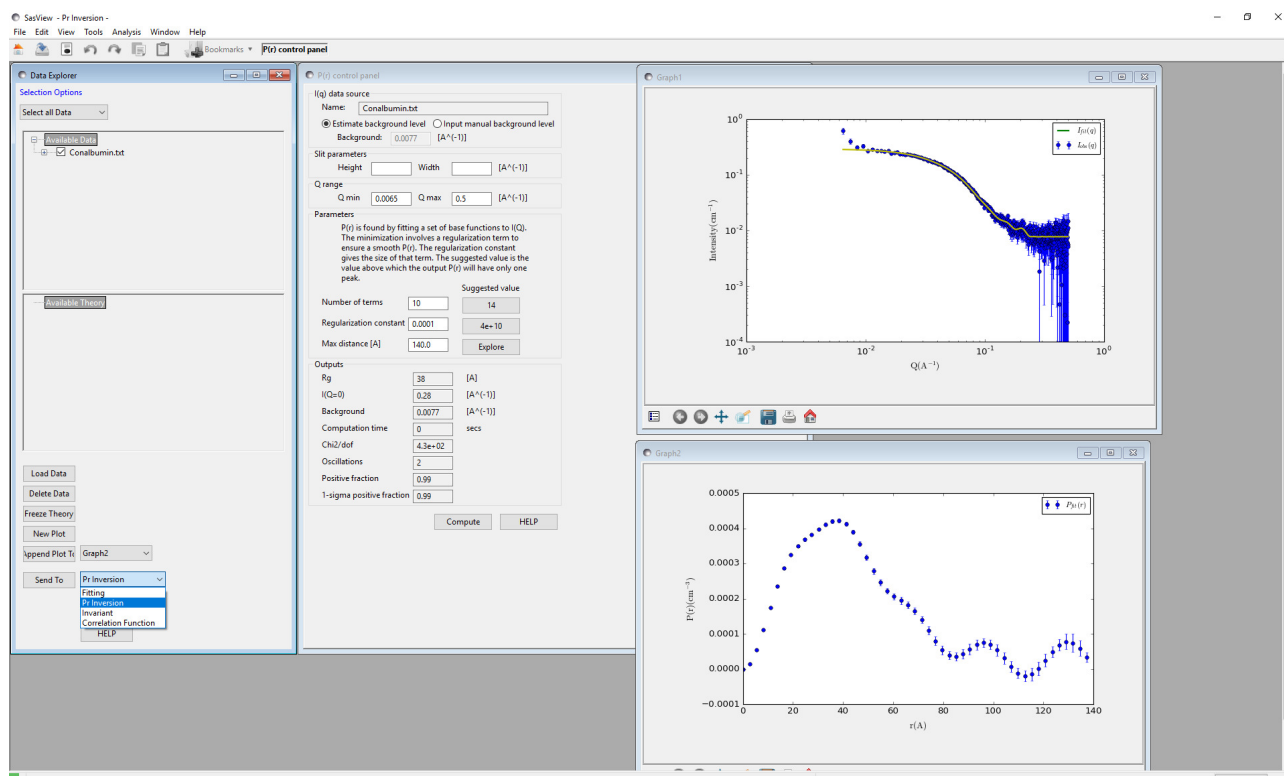 SasView - Pr Inversion -
File Edit View Tools Analysis Window Help
Bookmarks P(r) control panel
Data Explorer
Selection Options
Select all Data
Available Data
Conalbumin.txt
Available Theory
Load Data
Delete Data
Freeze Theory
New Plot
Append Plot To Graph2
Send To Pr Inversion
Fitting
Pr Inversion
Invariant
Correlation Function
HELP
P(r) control panel
I(q) data source
Name: Conalbumin.txt
Estimate background level Input manual background level
Background: 0.0077 [A^(-1)]
Slit parameters
Height Width [A^(-1)]
Q range
Q min 0.0065 Q max 0.5 [A^(-1)]
Parameters
P(r) is found by fitting a set of base functions to I(Q).
The minimization involves a regularization term to
ensure a smooth P(r). The regularization constant
gives the size of that term. The suggested value is the
value above which the output P(r) will have only one
peak.
Suggested value
Number of terms 10 14
Regularization constant 0.0001 4e+10
Max distance [A] 140.0 Explore
Outputs
Rg 38 [A]
I(Q=0) 0.28 [A^(-1)]
Background 0.0077 [A^(-1)]
Computation time 0 secs
Chi2/dof 4.3e+02
Oscillations 2
Positive fraction 0.99
1-sigma positive fraction 0.99
Compute HELP
Graph1
10^0
10^-1
10^-2
10^-3
10^-4
Intensity(cm^-1)
I_fit(q)
10^-3 10^-2 10^-1 10^0
Q(A^-1)
Graph2
0.0005
0.0004
0.0003
0.0002
0.0001
0.0000
−0.0001
P(r)(cm^-3)
P_fit(r)
0 20 40 60 80 100 120 140
r(A)